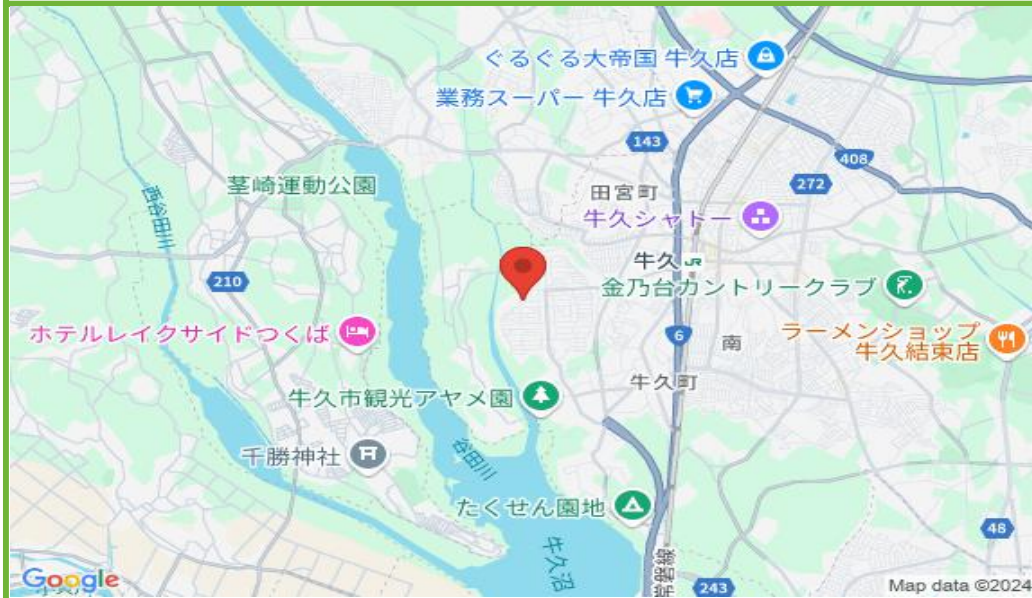 ぐるぐる大帝国 牛久店
業務スーパー 牛久店
143
408
茎崎運動公園
田宮町
272
西谷田川
牛久シャトー
牛久 JR
210
金乃台カントリークラブ
ホテルレイクサイドつくば
6
南
ラーメンショップ
牛久結束店
牛久町
牛久市観光アヤメ園
千勝神社
谷田川
たくせん園地
48
牛久沼
243
Google
Map data ©2024